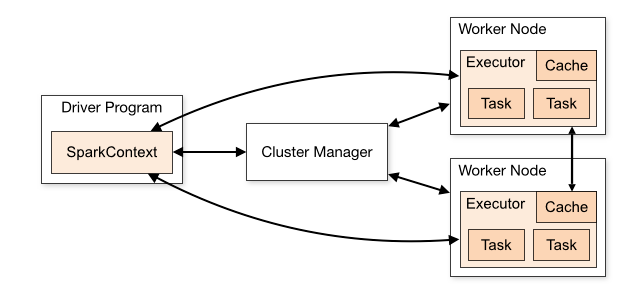 Driver Program
SparkContext
Cluster Manager
Worker Node
Executor
Cache
Task
Task
Worker Node
Executor
Cache
Task
Task